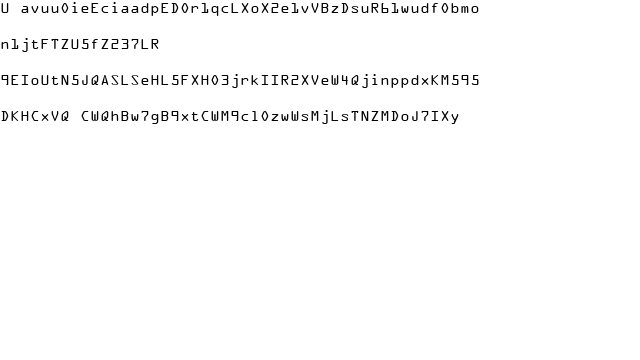 U avuu0ieEciaadpED0r1qcLXoX2e1vVBzDsuR61wudf0bmo
n1jtFTZU5fZ237LR
9EIoUtN5JQASLSeHL5FXH03jrkIIR2XVeW4QjinppdxKM595
DKHCxVQ CWQhBw7gB9xtCWM9cl0zwWsMjLsTNZMDoJ7IXy